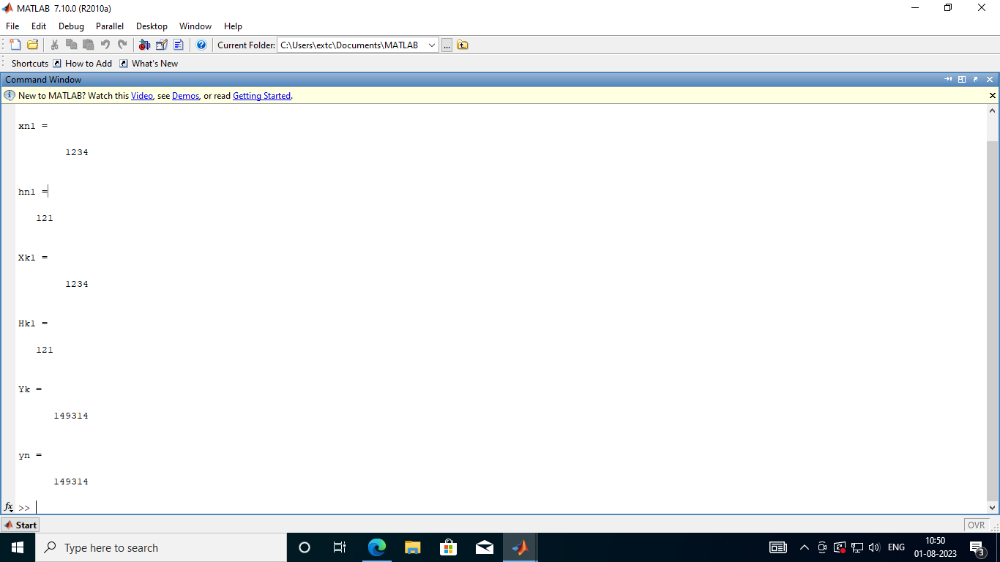 MATLAB 7.10.0 (R2010a)
File Edit Debug Parallel Desktop Window Help
Current Folder: C:\Users\extc\Documents\MATLAB ...
Shortcuts How to Add What's New
Command Window
New to MATLAB? Watch this Video, see Demos, or read Getting Started.
xn1 =
1234
hn1 =
121
Xk1 =
1234
Hk1 =
121
Yk =
149314
yn =
149314
fx >>
Start OVR
Type here to search ENG 10:50
01-08-2023 3